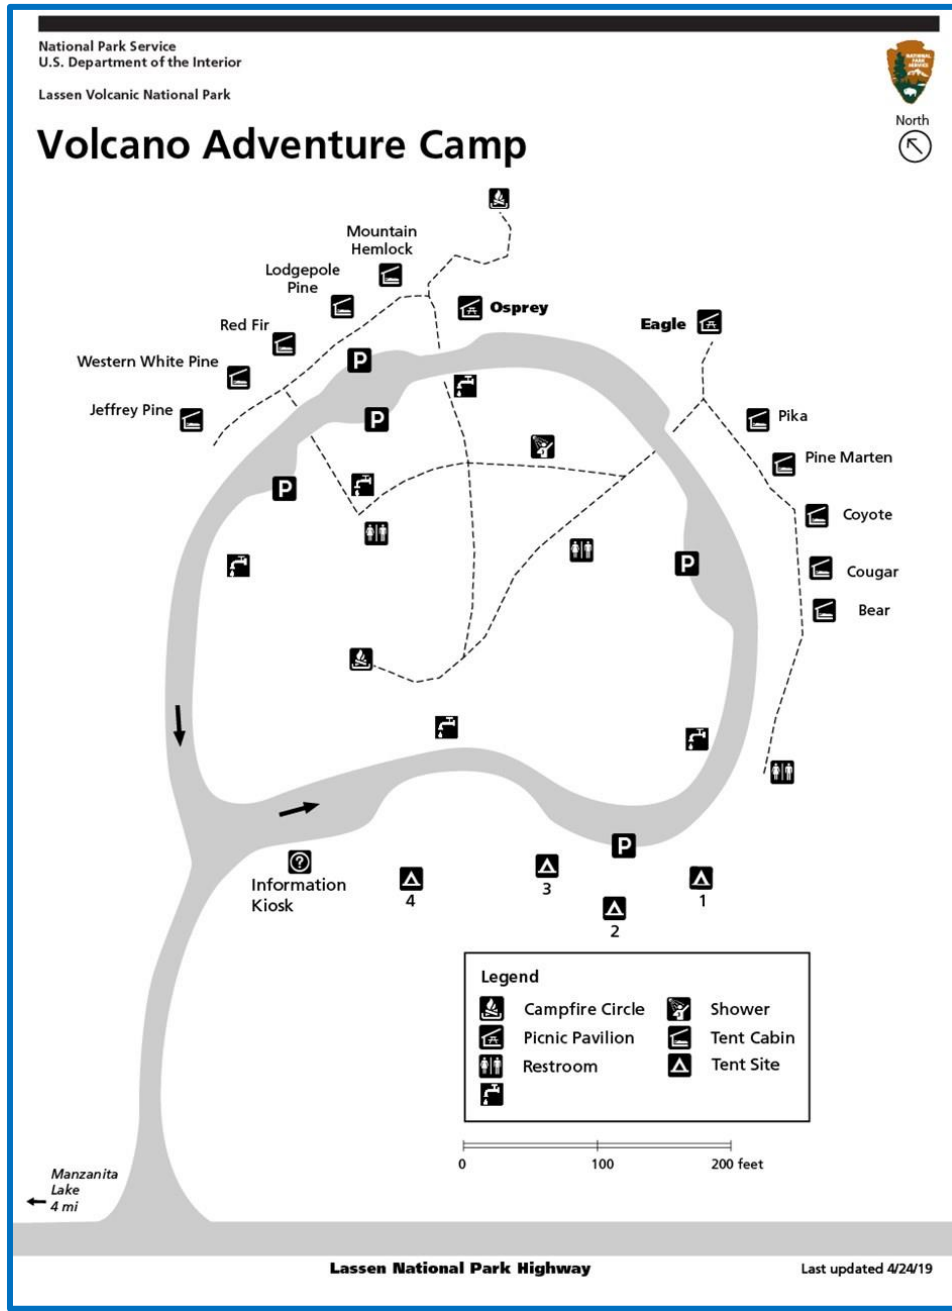 National Park Service
U.S. Department of the Interior
Lassen Volcanic National Park
NATIONAL
PARK
SERVICE
North
Volcano Adventure Camp
Mountain
Hemlock
Lodgepole
Pine
Osprey
Red Fir
Eagle
Western White Pine
Jeffrey Pine
P
P
Pika
Pine Marten
P
Coyote
P
Cougar
Bear
P
?
Information
Kiosk
4
3
2
1
Legend
Campfire Circle
Shower
Picnic Pavilion
Tent Cabin
Restroom
Tent Site
0 100 200 feet
Manzanita
Lake
4 mi
Lassen National Park Highway
Last updated 4/24/19